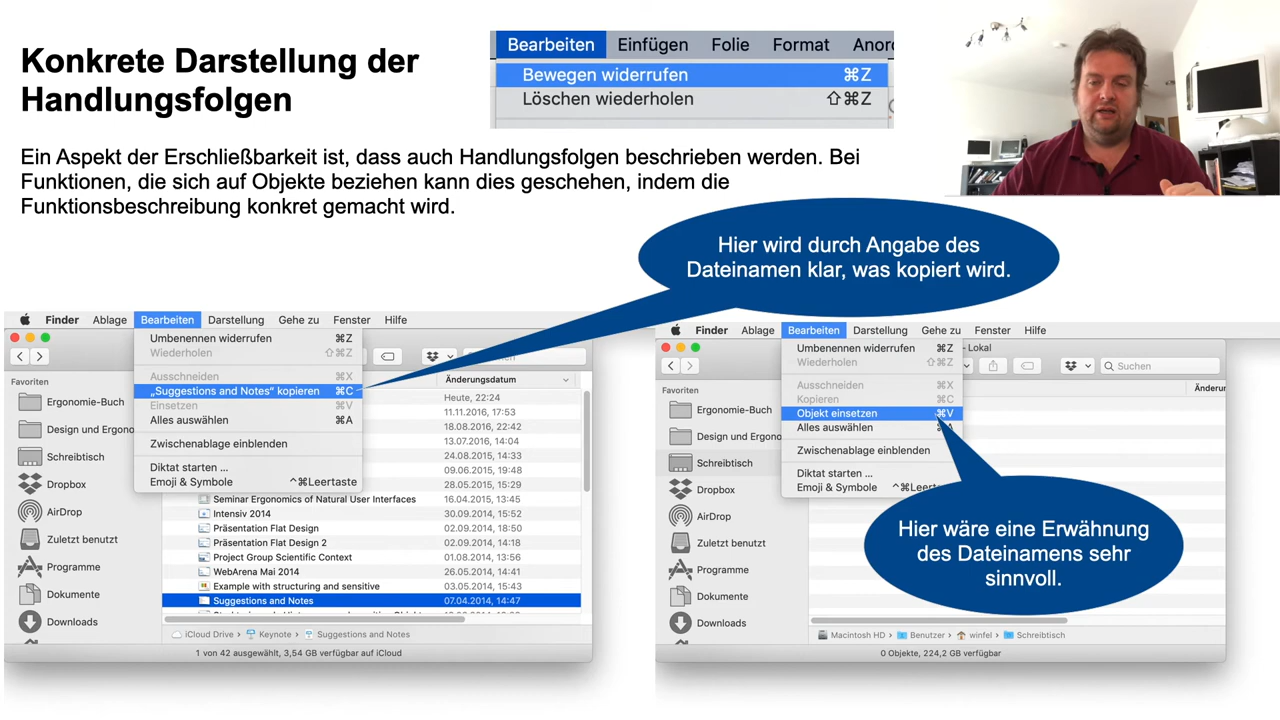 Konkrete Darstellung der
Handlungsfolgen
Bearbeiten Einfügen Folie Format Anord
Bewegen widerrufen ⌘Z
Löschen wiederholen ⇧⌘Z
Ein Aspekt der Erschließbarkeit ist, dass auch Handlungsfolgen beschrieben werden. Bei
Funktionen, die sich auf Objekte beziehen kann dies geschehen, indem die
Funktionsbeschreibung konkret gemacht wird.
Hier wird durch Angabe des
Dateinamen klar, was kopiert wird.
Finder Ablage Bearbeiten Darstellung Gehe zu Fenster Hilfe
Umbenennen widerrufen ⌘Z
Wiederholen ⇧⌘Z
Ausschneiden ⌘X
„Suggestions and Notes“ kopieren ⌘C
Einsetzen ⌘V
Alles auswählen ⌘A
Zwischenablage einblenden
Diktat starten ...
Emoji & Symbole ^⌘Leertaste
Favoriten
Ergonomie-Buch
Design und Ergono
Schreibtisch
Dropbox
AirDrop
Zuletzt benutzt
Programme
Dokumente
Downloads
Änderungsdatum
Heute, 22:24
11.11.2016, 17:53
18.08.2016, 22:42
13.07.2016, 14:04
24.08.2015, 14:33
09.06.2015, 19:48
28.05.2015, 15:29
Seminar Ergonomics of Natural User Interfaces 16.04.2015, 13:45
Intensiv 2014 30.09.2014, 15:52
Präsentation Flat Design 02.09.2014, 18:50
Präsentation Flat Design 2 02.09.2014, 18:34
Project Group Scientific Context 01.08.2014, 13:56
WebArena Mai 2014 26.05.2014, 14:41
Example with structuring and sensitive 03.05.2014, 15:43
Suggestions and Notes 07.04.2014, 14:47
iCloud Drive › Keynote › Suggestions and Notes
1 von 42 ausgewählt, 3,54 GB verfügbar auf iCloud
Finder Ablage Bearbeiten Darstellung Gehe zu Fenster Hilfe
Umbenennen widerrufen ⌘Z
Wiederholen ⇧⌘Z
Ausschneiden ⌘X
Kopieren ⌘C
Objekt einsetzen ⌘V
Alles auswählen
Zwischenablage einblenden
Diktat starten ...
Emoji & Symbole ^⌘Leert
- Lokal
Suchen
Änderur
Favoriten
Ergonomie-Buch
Design und Ergono
Schreibtisch
Dropbox
AirDrop
Zuletzt benutzt
Programme
Dokumente
Downloads
Hier wäre eine Erwähnung
des Dateinamens sehr
sinnvoll.
Macintosh HD › Benutzer › winfel › Schreibtisch
0 Objekte, 224,2 GB verfügbar